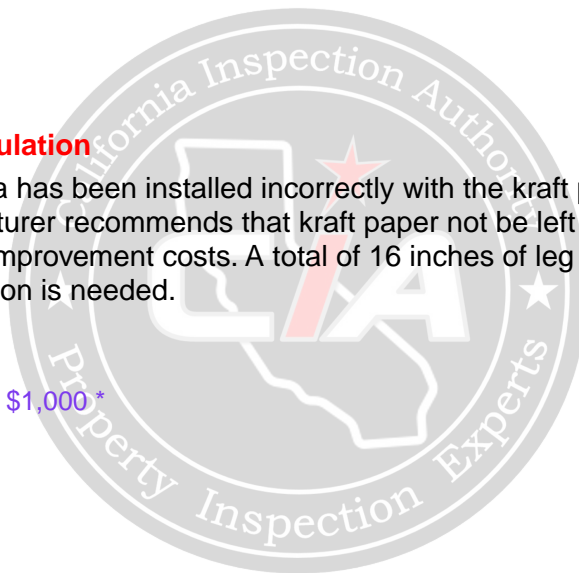 California Inspection Authority
ulation
a has been installed incorrectly with the kraft p
turer recommends that kraft paper not be left
mprovement costs. A total of 16 inches of leg
on is needed.
CIA
$1,000 *
Property Inspection Experts